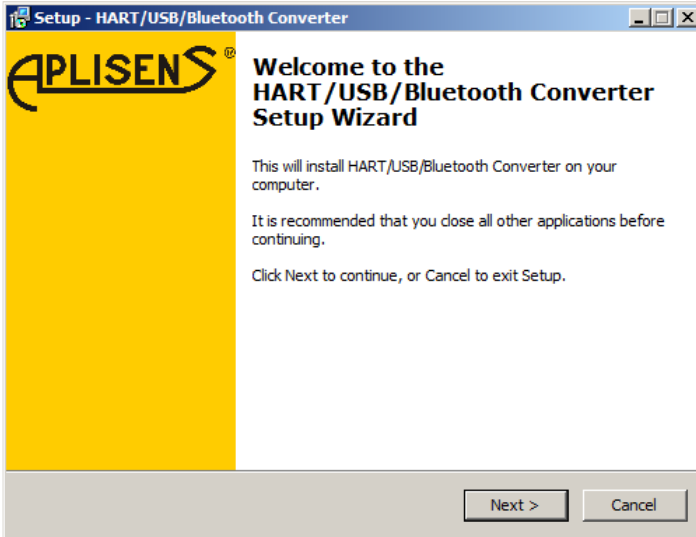 Setup - HART/USB/Bluetooth Converter
APLISENS®
Welcome to the
HART/USB/Bluetooth Converter
Setup Wizard
This will install HART/USB/Bluetooth Converter on your
computer.
It is recommended that you close all other applications before
continuing.
Click Next to continue, or Cancel to exit Setup.
Next >
Cancel